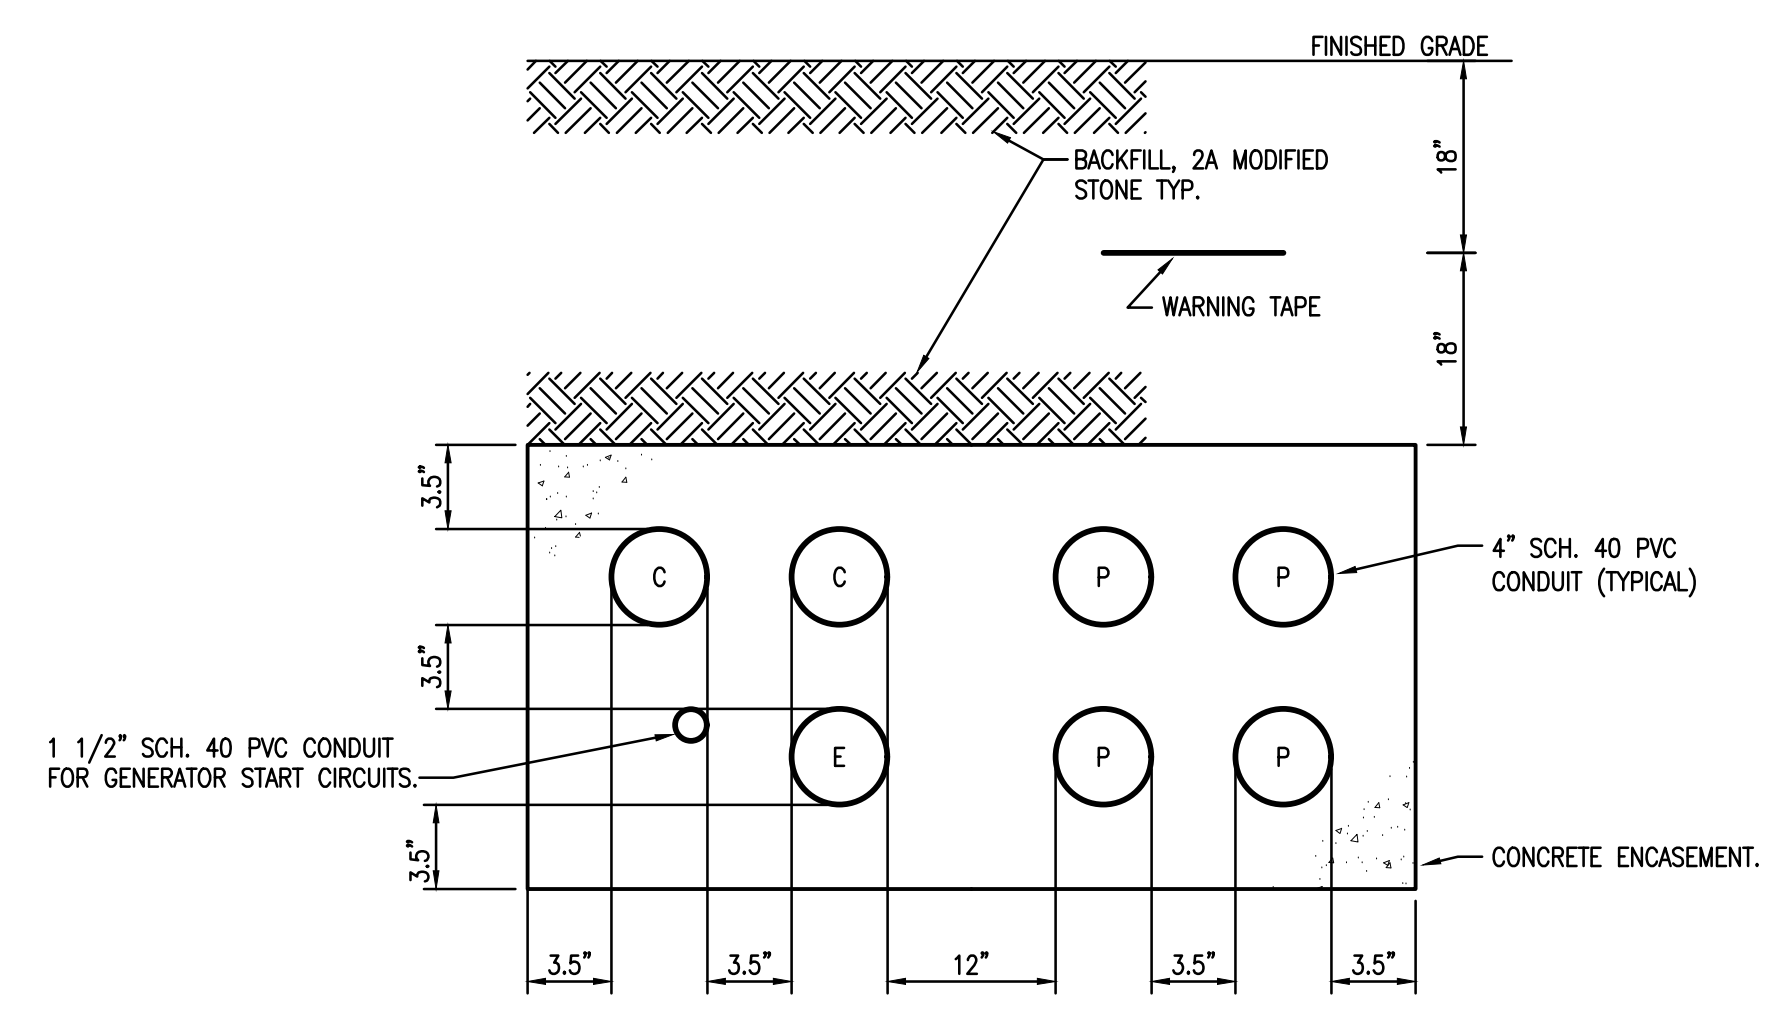 FINISHED GRADE
18"
BACKFILL, 2A MODIFIED
STONE TYP.
WARNING TAPE
18"
3.5"
C
C
P
P
4" SCH. 40 PVC
CONDUIT (TYPICAL)
3.5"
1 1/2" SCH. 40 PVC CONDUIT
FOR GENERATOR START CIRCUITS.
E
P
P
3.5"
CONCRETE ENCASEMENT.
3.5"
3.5"
12"
3.5"
3.5"